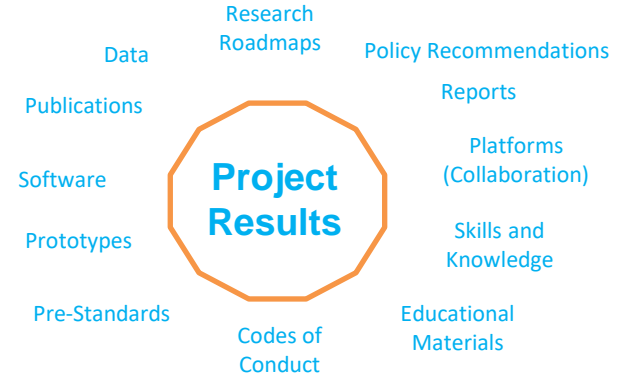 Research
Roadmaps
Data
Policy Recommendations
Publications
Reports
Platforms
(Collaboration)
Software
Project
Results
Prototypes
Skills and
Knowledge
Pre-Standards
Educational
Materials
Codes of
Conduct